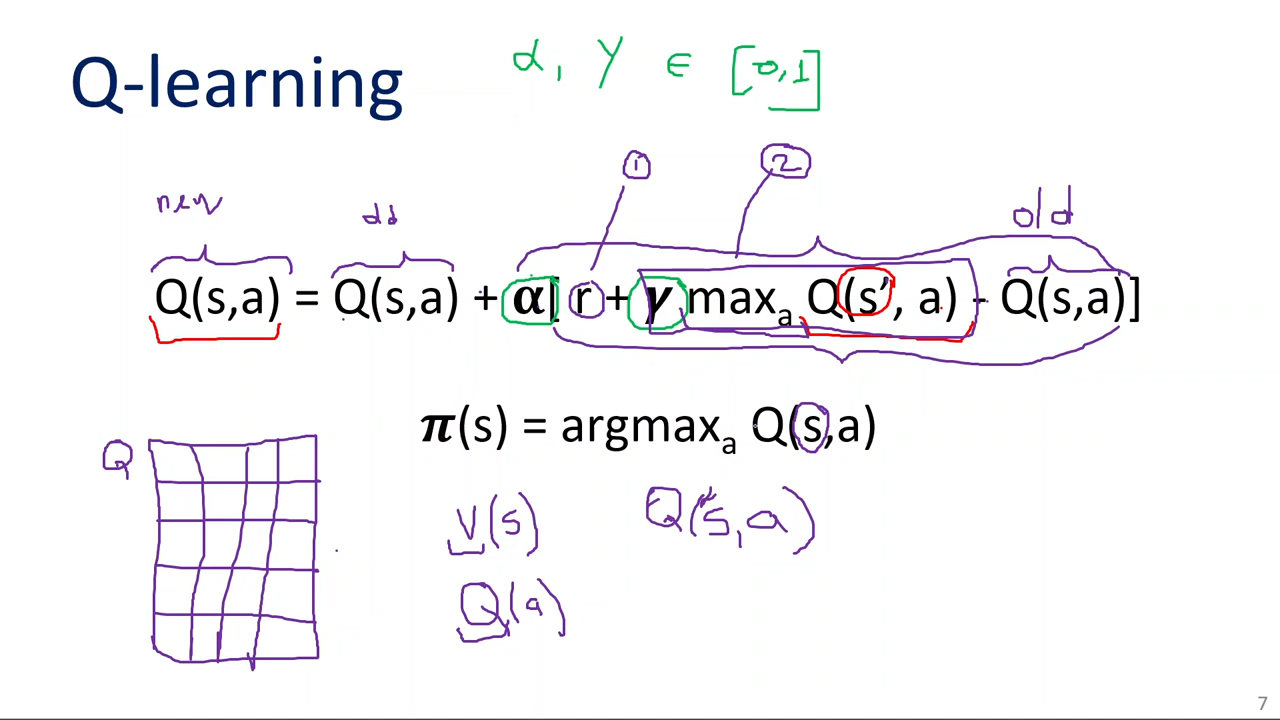 Q-learning
α, γ ∈ [0,1]
① ②
new old old
Q(s,a) = Q(s,a) + α[ r + γ maxₐ Q(s’, a) - Q(s,a)]
π(s) = argmaxₐ Q(s,a)
Q
V(s) Q(s,a)
Q(a)
7